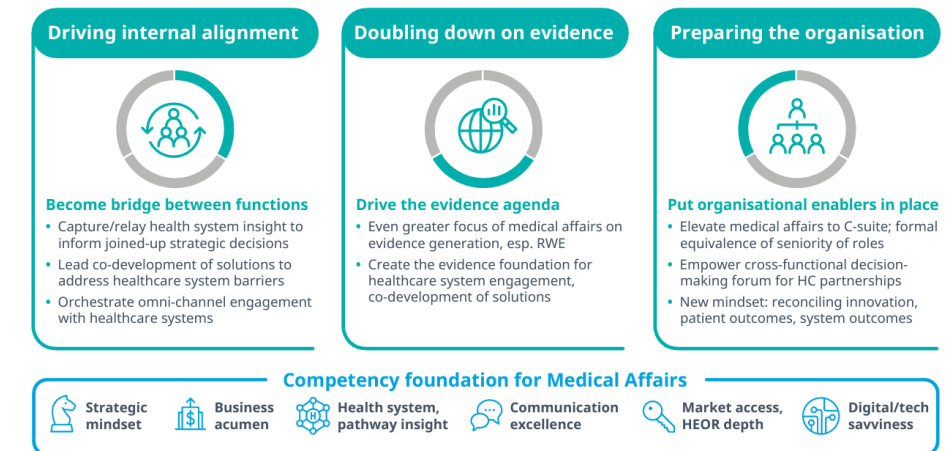 Driving internal alignment
Become bridge between functions
• Capture/relay health system insight to
inform joined-up strategic decisions
• Lead co-development of solutions to
address healthcare system barriers
• Orchestrate omni-channel engagement
with healthcare systems
Doubling down on evidence
Drive the evidence agenda
• Even greater focus of medical affairs on
evidence generation, esp. RWE
• Create the evidence foundation for
healthcare system engagement,
co-development of solutions
Preparing the organisation
Put organisational enablers in place
• Elevate medical affairs to C-suite; formal
equivalence of seniority of roles
• Empower cross-functional decision-
making forum for HC partnerships
• New mindset: reconciling innovation,
patient outcomes, system outcomes
Competency foundation for Medical Affairs
Strategic
mindset
$
Business
acumen
H
Health system,
pathway insight
Communication
excellence
Market access,
HEOR depth
Digital/tech
savviness